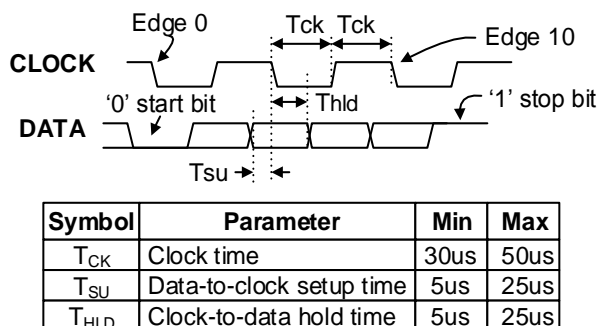 Edge 0
Tck Tck
Edge 10
CLOCK
'0' start bit
Thld
'1' stop bit
DATA
Tsu
Symbol Parameter Min Max
TCK Clock time 30us 50us
TSU Data-to-clock setup time 5us 25us
THLD Clock-to-data hold time 5us 25us